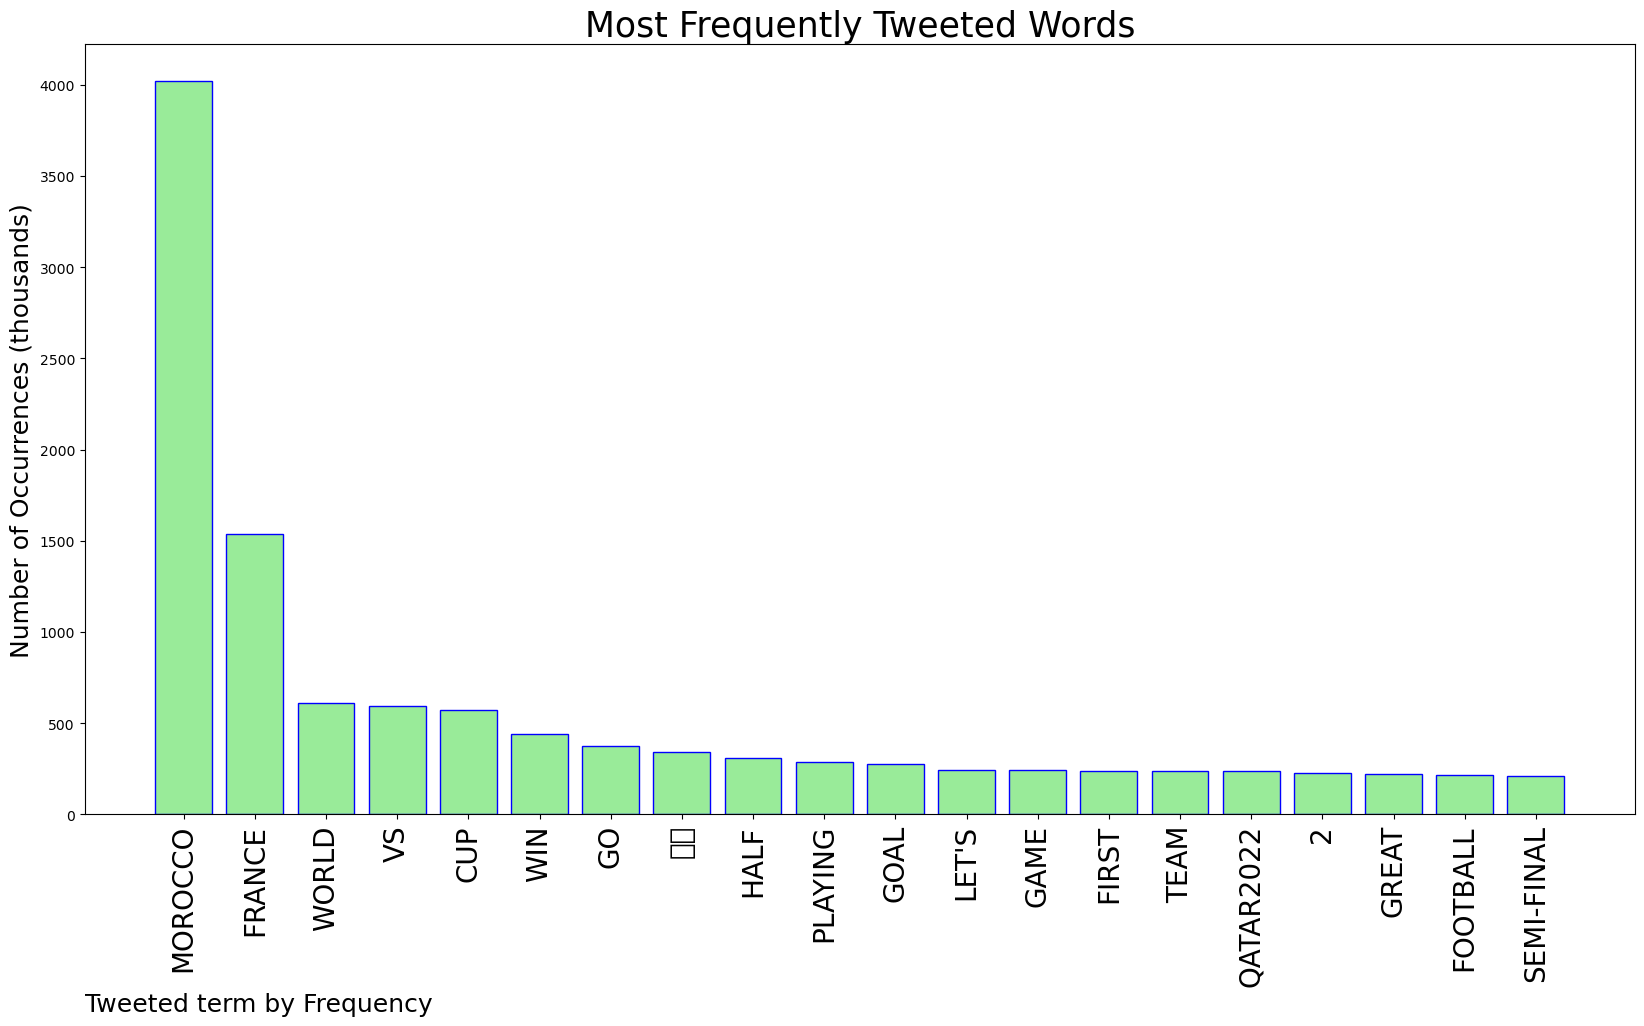 Most Frequently Tweeted Words
Number of Occurrences (thousands)
4000
3500
3000
2500
2000
1500
1000
500
0
MOROCCO
FRANCE
WORLD
VS
CUP
WIN
GO
HALF
PLAYING
GOAL
LET'S
GAME
FIRST
TEAM
QATAR2022
2
GREAT
FOOTBALL
SEMI-FINAL
Tweeted term by Frequency